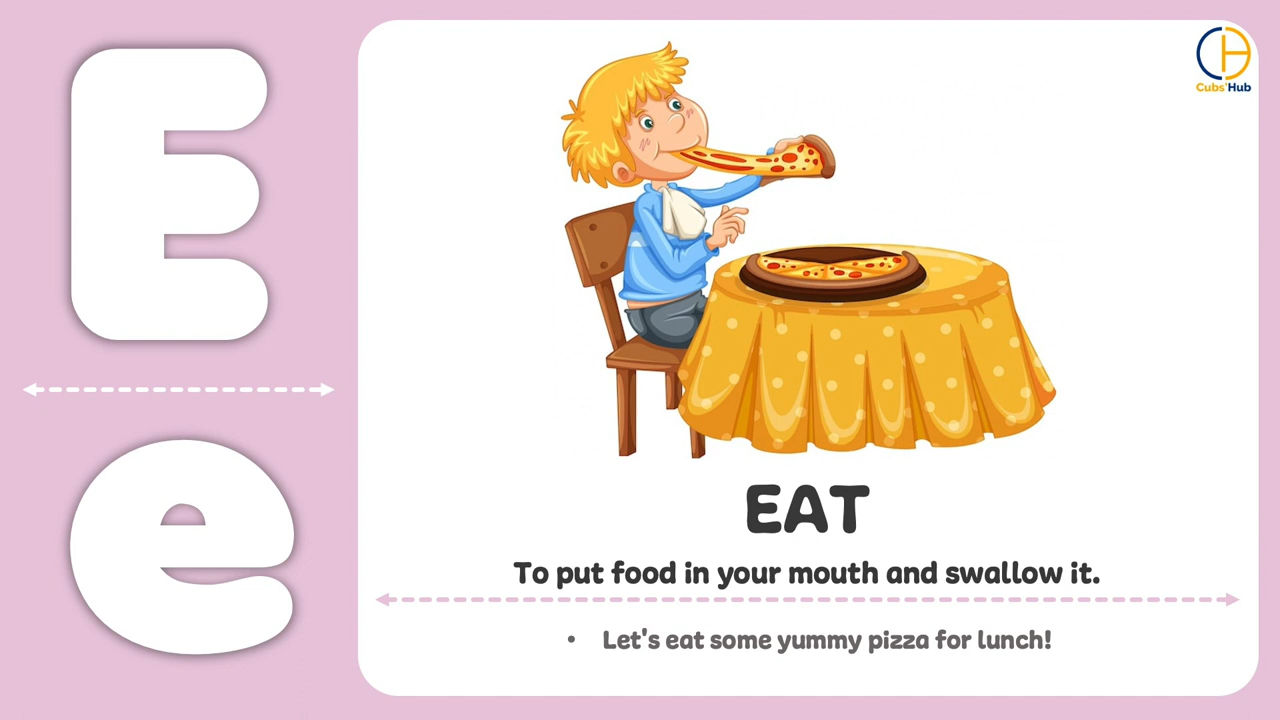 E
e
Cubs'Hub
EAT
To put food in your mouth and swallow it.
• Let's eat some yummy pizza for lunch!